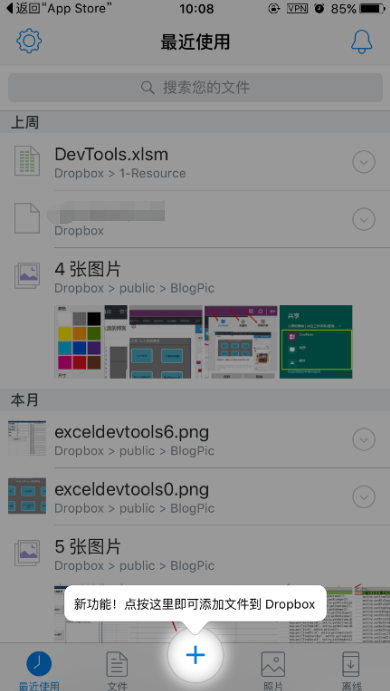 返回“App Store”
10:08
VPN
85%
最近使用
搜索您的文件
上周
DevTools.xlsm
Dropbox > 1-Resource
Dropbox
4 张图片
Dropbox > public > BlogPic
共享
本月
exceldevtools6.png
Dropbox > public > BlogPic
exceldevtools0.png
Dropbox > public > BlogPic
5 张图片
Dropbox > public > BlogPic
新功能！点按这里即可添加文件到 Dropbox
最近使用
文件
照片
离线